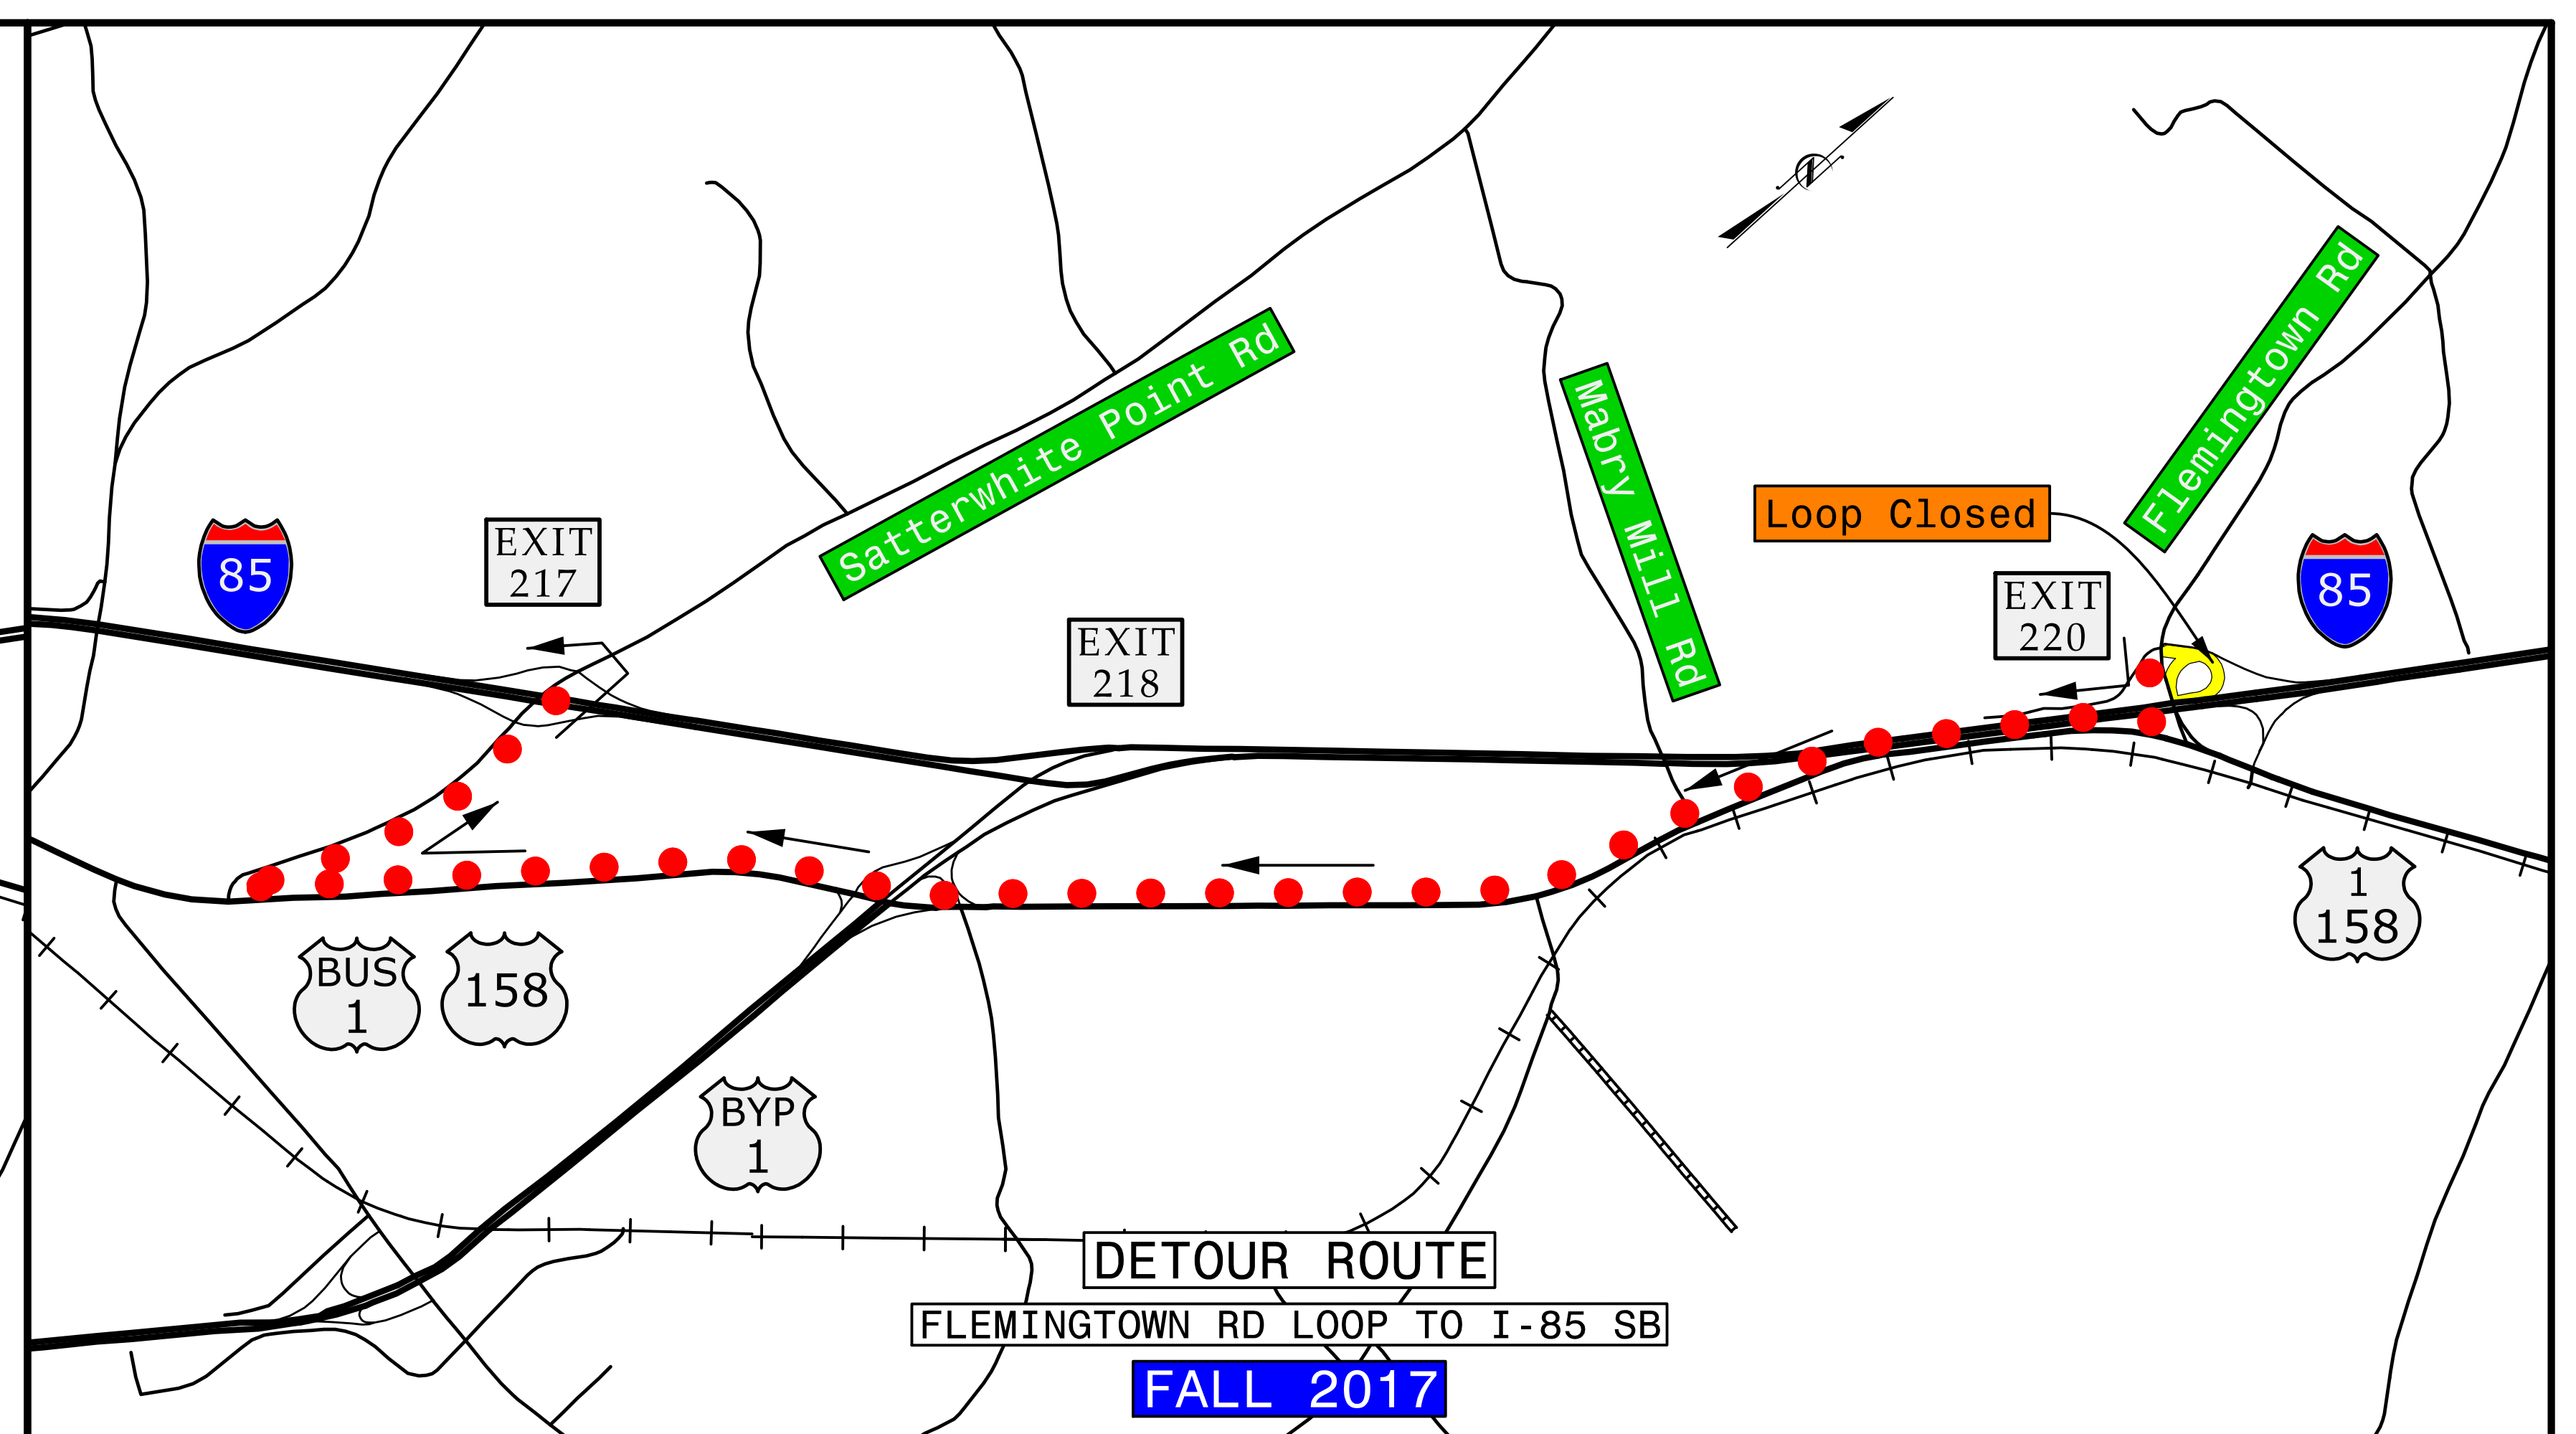 N
Flemingtown Rd
Satterwhite Point Rd
Mabry Mill Rd
Loop Closed
85
EXIT
217
EXIT
218
EXIT
220
85
1
158
BUS
1
158
BYP
1
DETOUR ROUTE
FLEMINGTOWN RD LOOP TO I-85 SB
FALL 2017